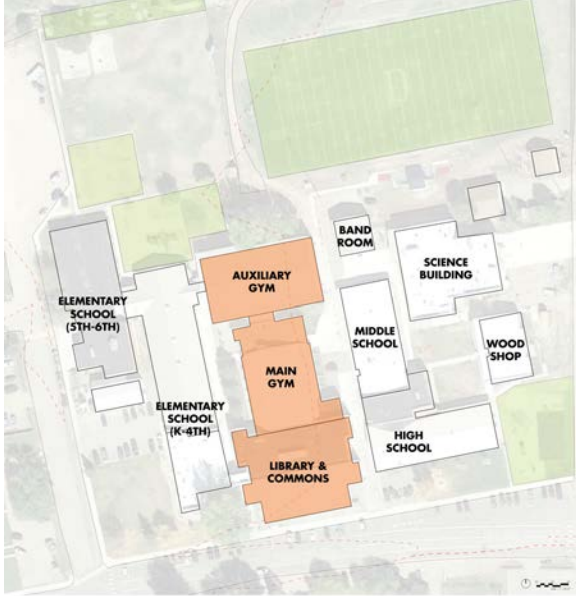 D
BAND
ROOM
SCIENCE
BUILDING
AUXILIARY
GYM
ELEMENTARY
SCHOOL
(5TH-6TH)
MIDDLE
SCHOOL
WOOD
SHOP
MAIN
GYM
ELEMENTARY
SCHOOL
(K-4TH)
HIGH
SCHOOL
LIBRARY &
COMMONS